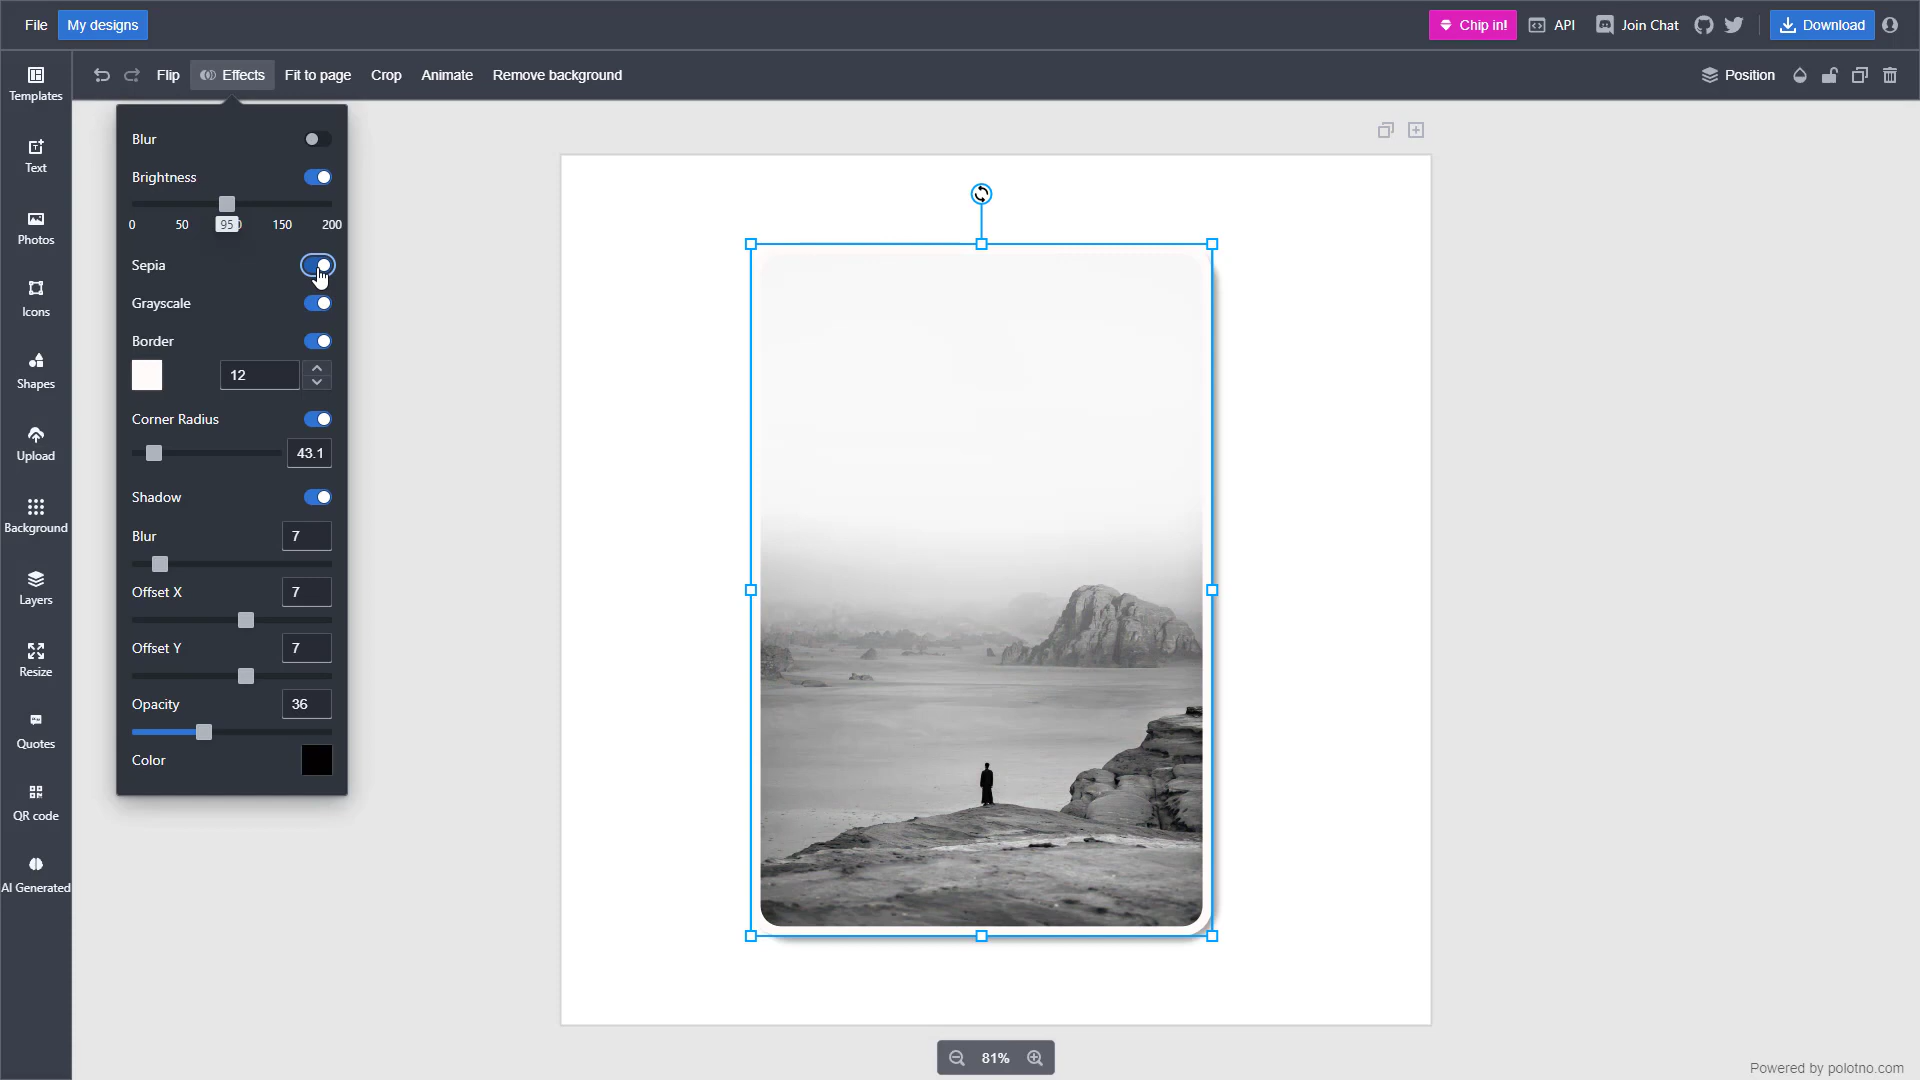 File
My designs
Chip in!
API
Join Chat
Download
Flip
Effects
Fit to page
Crop
Animate
Remove background
Position
Templates
Text
Photos
Icons
Shapes
Upload
Background
Layers
Resize
Quotes
QR code
AI Generated
Blur
Brightness
0 50 95 150 200
Sepia
Grayscale
Border
12
Corner Radius
43.1
Shadow
Blur 7
Offset X 7
Offset Y 7
Opacity 36
Color
81%
Powered by polotno.com